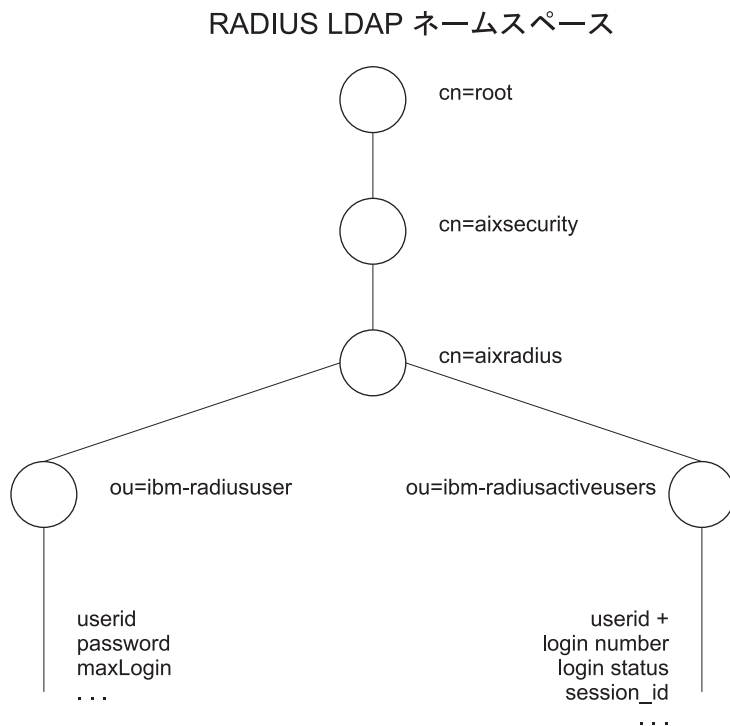 RADIUS LDAP ネームスペース
cn=root
cn=aixsecurity
cn=aixradius
ou=ibm-radiususer
ou=ibm-radiusactiveusers
userid
password
maxLogin
. . .
userid +
login number
login status
session_id
. . .